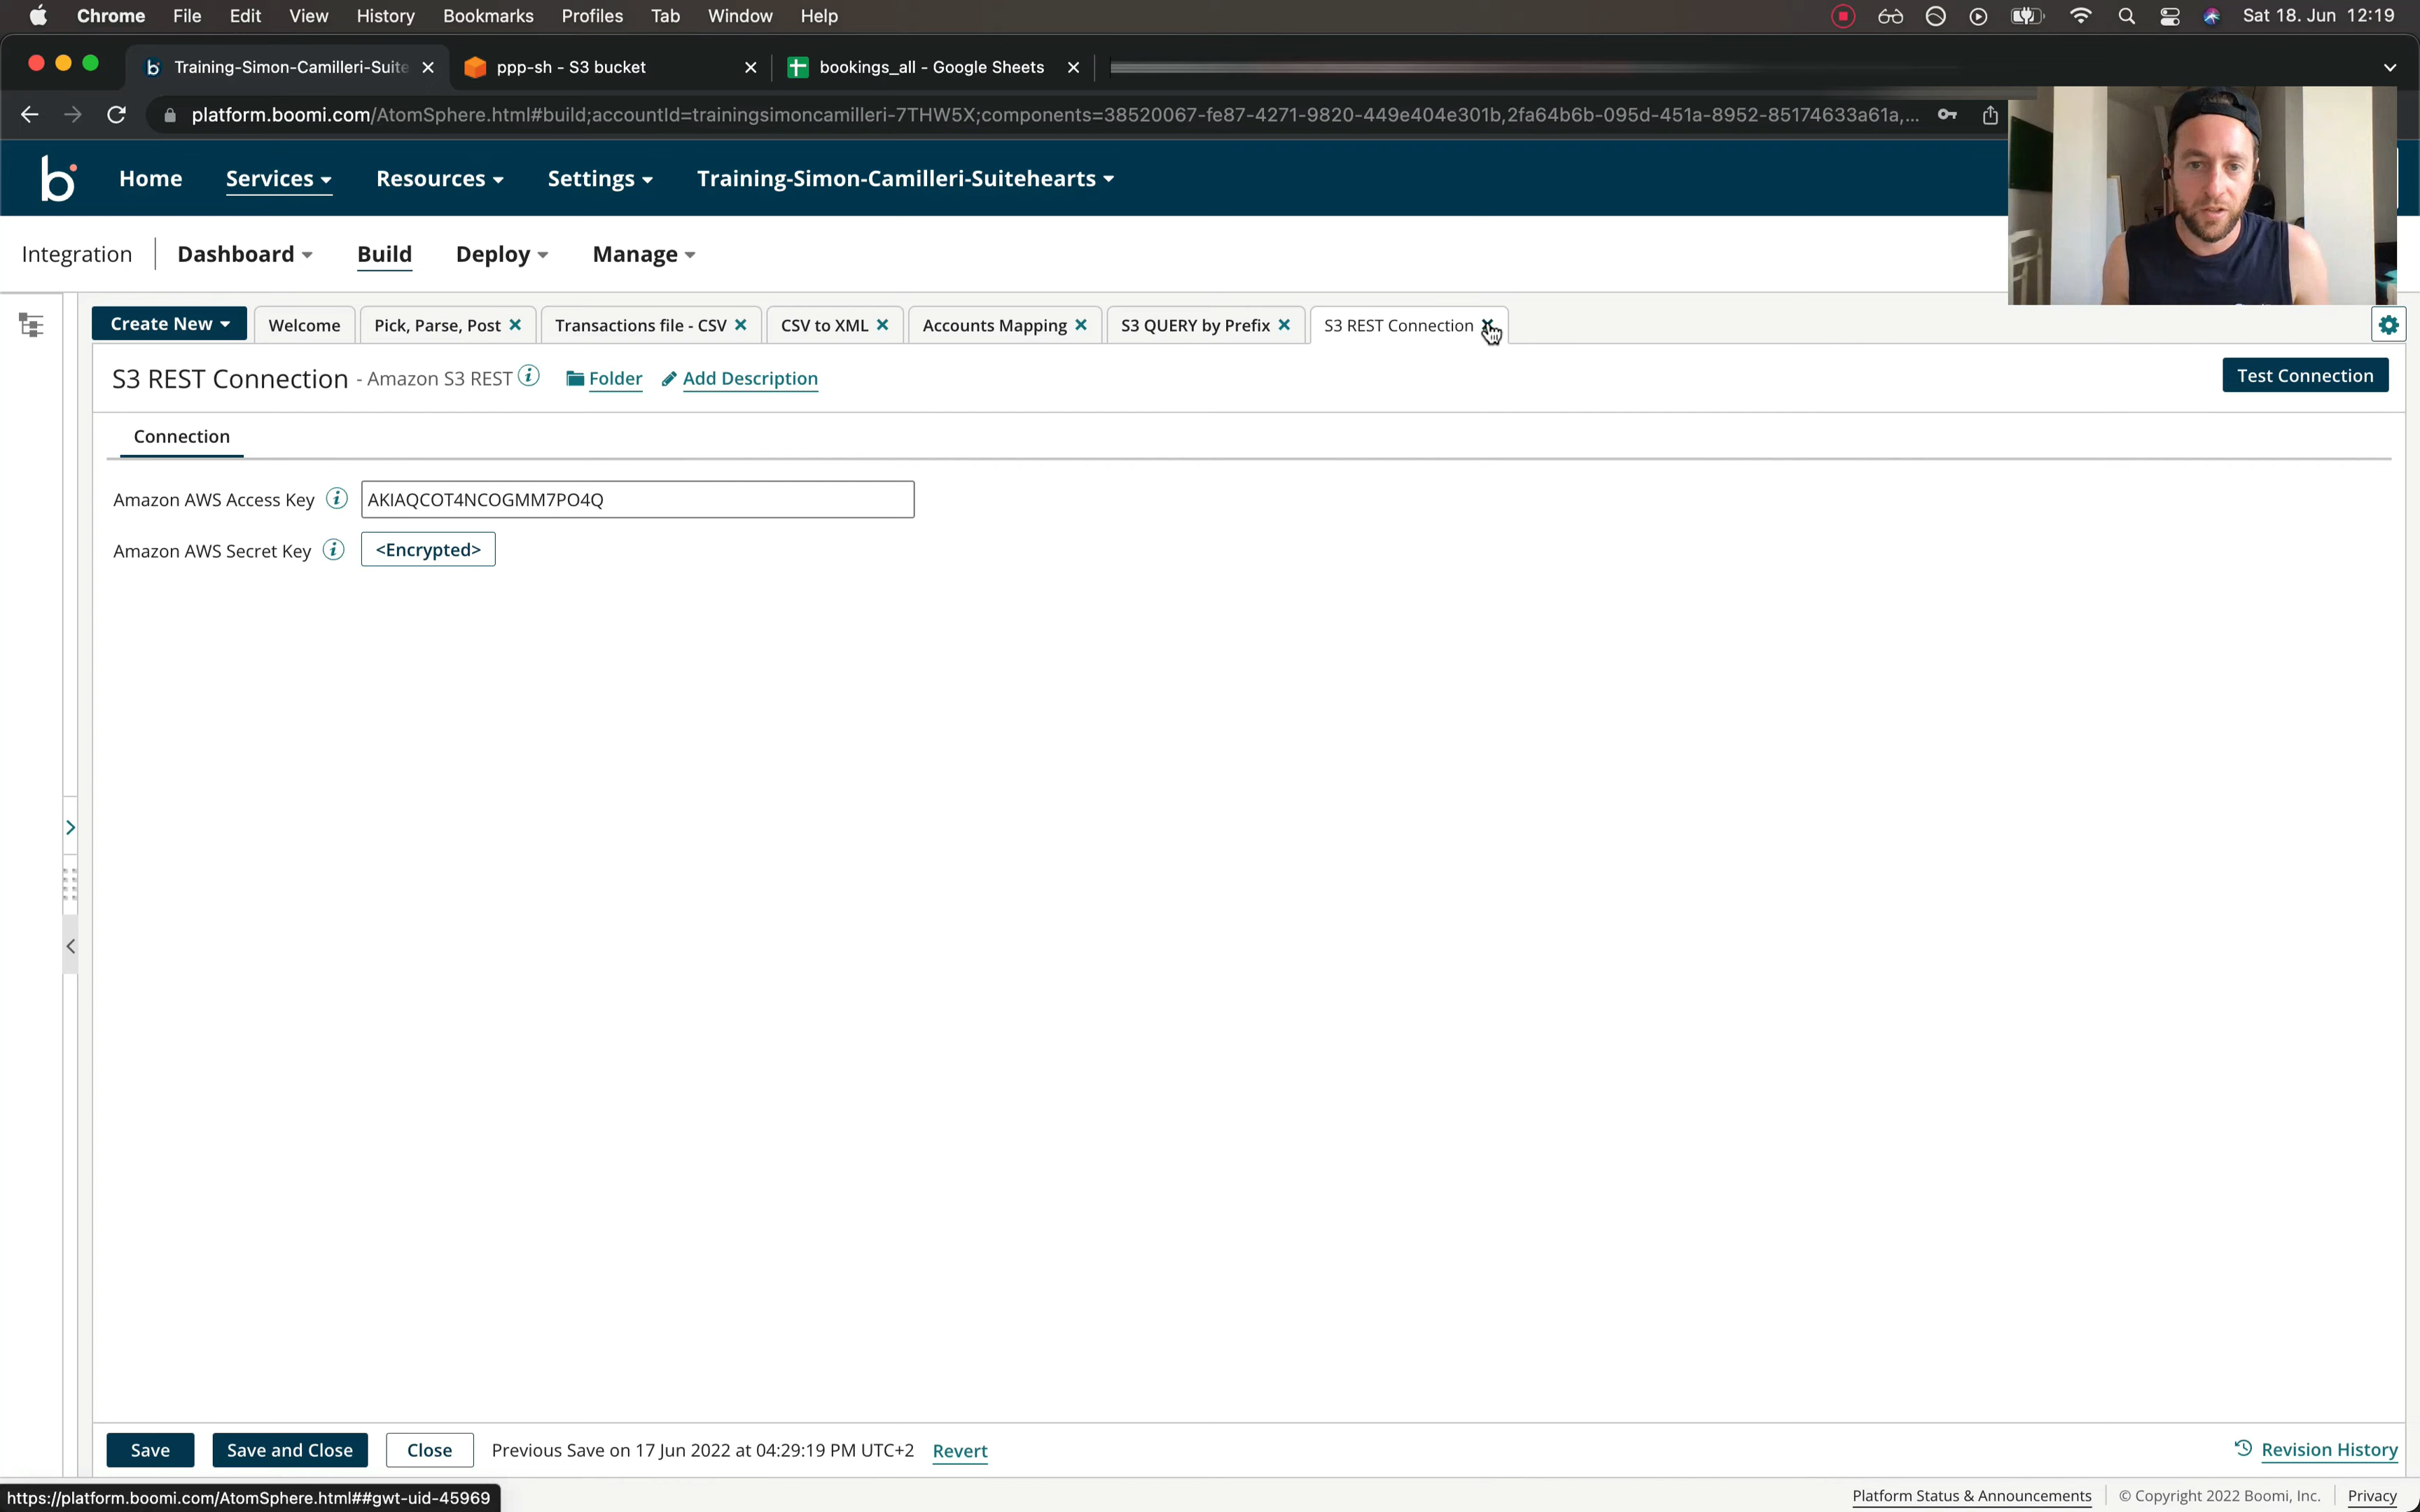 Chrome File Edit View History Bookmarks Profiles Tab Window Help Sat 18. Jun 12:19
Training-Simon-Camilleri-Suite ppp-sh - S3 bucket bookings_all - Google Sheets
platform.boomi.com/AtomSphere.html#build;accountId=trainingsimoncamilleri-7THW5X;components=38520067-fe87-4271-9820-449e404e301b,2fa64b6b-095d-451a-8952-85174633a61a,...
b Home Services Resources Settings Training-Simon-Camilleri-Suitehearts
Integration Dashboard Build Deploy Manage
Create New Welcome Pick, Parse, Post Transactions file - CSV CSV to XML Accounts Mapping S3 QUERY by Prefix S3 REST Connection
S3 REST Connection - Amazon S3 REST Folder Add Description Test Connection
Connection
Amazon AWS Access Key AKIAQCOT4NCOGMM7PO4Q
Amazon AWS Secret Key <Encrypted>
Save Save and Close Close Previous Save on 17 Jun 2022 at 04:29:19 PM UTC+2 Revert Revision History
https://platform.boomi.com/AtomSphere.html##gwt-uid-45969 Platform Status & Announcements © Copyright 2022 Boomi, Inc. Privacy